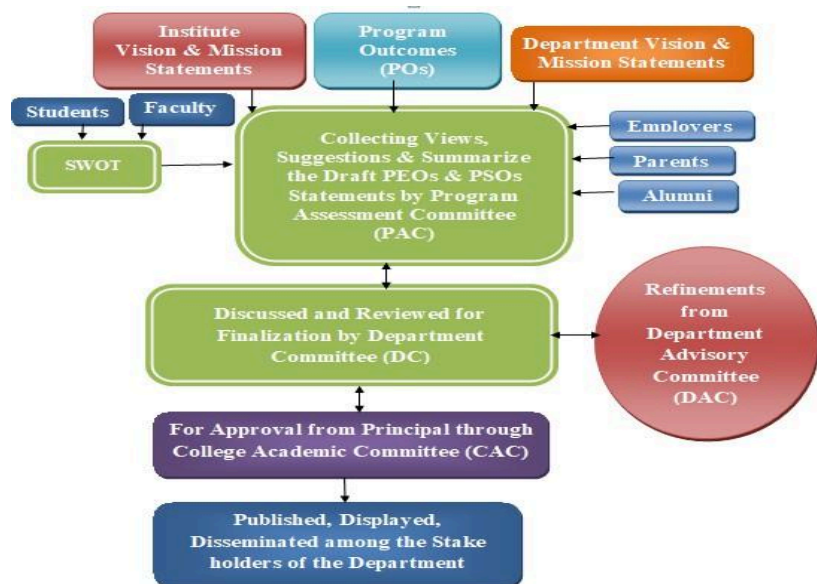 Institute
Vision & Mission
Statements
Program
Outcomes
(POs)
Department Vision &
Mission Statements
Students
Faculty
SWOT
Collecting Views,
Suggestions & Summarize
the Draft PEOs & PSOs
Statements by Program
Assessment Committee
(PAC)
Employers
Parents
Alumni
Discussed and Reviewed for
Finalization by Department
Committee (DC)
Refinements
from
Department
Advisory
Committee
(DAC)
For Approval from Principal through
College Academic Committee (CAC)
Published, Displayed,
Disseminated among the Stake
holders of the Department